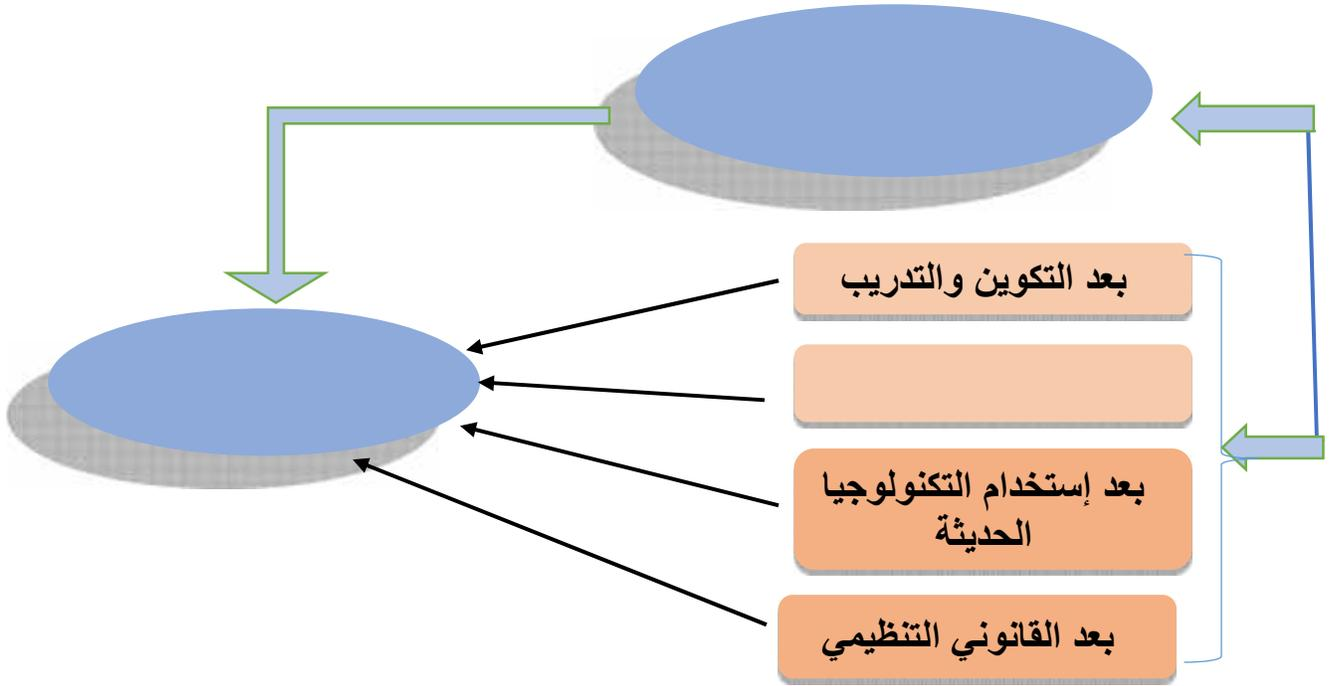 بعد التكوين والتدريب
بعد إستخدام التكنولوجيا
الحديثة
بعد القانوني التنظيمي